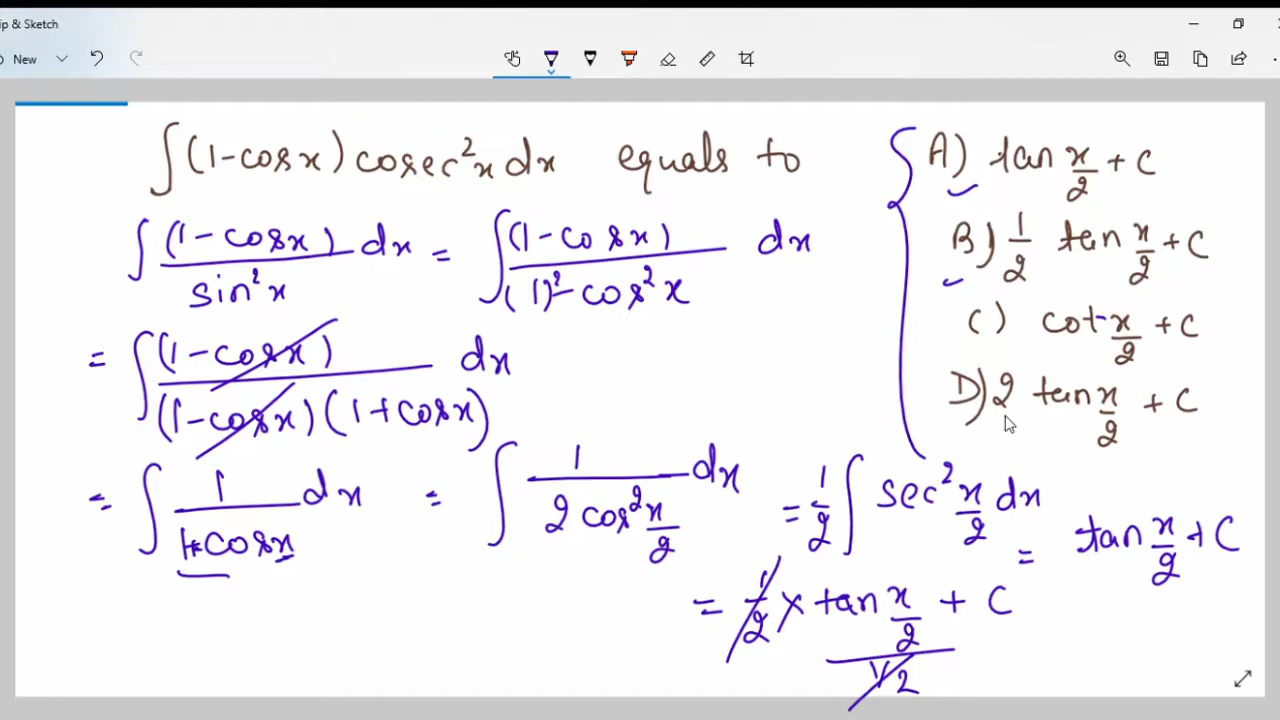 ip & Sketch
New
∫(1-cosx) cosec²x dx equals to
A) tan x/2 + C
B) 1/2 tan x/2 + C
C) cot x/2 + C
D) 2 tan x/2 + C
∫ (1-cosx)/sin²x dx = ∫ (1-cosx)/((1)²-cos²x) dx
= ∫ (1-cosx)/((1-cosx)(1+cosx)) dx
= ∫ 1/(1+cosx) dx = ∫ 1/(2cos² x/2) dx = 1/2 ∫ sec² x/2 dx
= 1/2 × (tan x/2)/(1/2) + C = tan x/2 + C